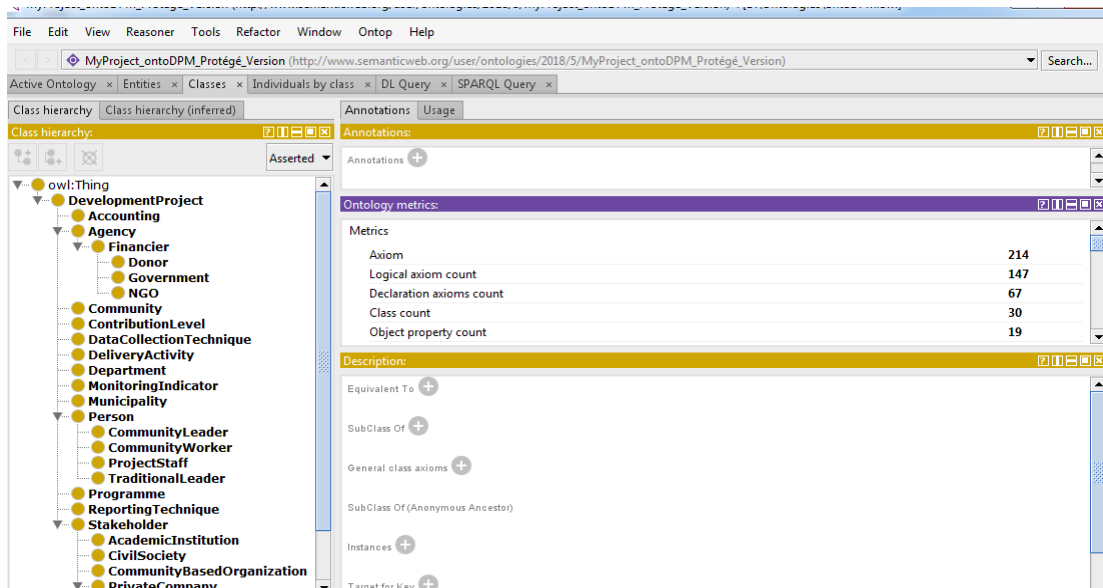 File Edit View Reasoner Tools Refactor Window Ontop Help
MyProject_ontoDPM_Protégé_Version (http://www.semanticweb.org/user/ontologies/2018/5/MyProject_ontoDPM_Protégé_Version) Search...
Active Ontology × Entities × Classes × Individuals by class × DL Query × SPARQL Query ×
Class hierarchy Class hierarchy (inferred)
Class hierarchy:
Asserted
owl:Thing
DevelopmentProject
Accounting
Agency
Financier
Donor
Government
NGO
Community
ContributionLevel
DataCollectionTechnique
DeliveryActivity
Department
MonitoringIndicator
Municipality
Person
CommunityLeader
CommunityWorker
ProjectStaff
TraditionalLeader
Programme
ReportingTechnique
Stakeholder
AcademicInstitution
CivilSociety
CommunityBasedOrganization
PrivateCompany
Annotations Usage
Annotations:
Annotations
Ontology metrics:
Metrics
Axiom 214
Logical axiom count 147
Declaration axioms count 67
Class count 30
Object property count 19
Description:
Equivalent To
SubClass Of
General class axioms
SubClass Of (Anonymous Ancestor)
Instances
Target for Key